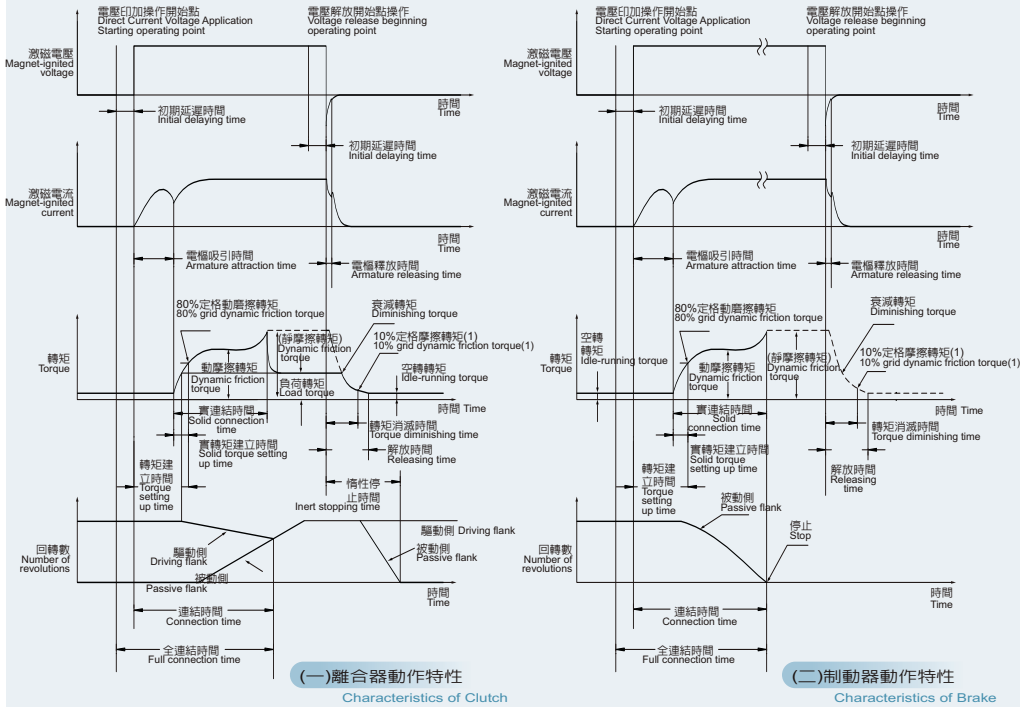 電壓印加操作開始點
Direct Current Voltage Application
Starting operating point
電壓解放開始點操作
Voltage release beginning
operating point
激磁電壓
Magnet-ignited
voltage
時間
Time
初期延遲時間
Initial delaying time
初期延遲時間
Initial delaying time
激磁電流
Magnet-ignited
current
時間
Time
電樞吸引時間
Armature attraction time
電樞釋放時間
Armature releasing time
80%定格動磨擦轉矩
80% grid dynamic friction torque
衰減轉矩
Diminishing torque
(靜摩擦轉矩)
Dynamic friction
torque
10%定格摩擦轉矩(1)
10% grid dynamic friction torque(1)
轉矩
Torque
動摩擦轉矩
Dynamic friction
torque
負荷轉矩
Load torque
空轉轉矩
Idle-running torque
時間 Time
實連結時間
Solid connection
time
轉矩消滅時間
Torque diminishing time
實轉矩建立時間
Solid torque setting
up time
解放時間
Releasing time
轉矩建
立時間
Torque
setting
up time
惰性停
止時間
Inert stopping time
驅動側 Driving flank
回轉數
Number of
revolutions
驅動側
Driving flank
被動側
Passive flank
被動側
Passive flank
時間
Time
連結時間
Connection time
全連結時間
Full connection time
(一)離合器動作特性
Characteristics of Clutch
電壓印加操作開始點
Direct Current Voltage Application
Starting operating point
電壓解放開始點操作
Voltage release beginning
operating point
激磁電壓
Magnet-ignited
voltage
時間
Time
初期延遲時間
Initial delaying time
初期延遲時間
Initial delaying time
激磁電流
Magnet-ignited
current
時間
Time
電樞吸引時間
Armature attraction time
電樞釋放時間
Armature releasing time
80%定格動磨擦轉矩
80% grid dynamic friction torque
衰減轉矩
Diminishing torque
空轉
轉矩
Idle-running torque
(靜摩擦轉矩)
Dynamic friction
torque
10%定格摩擦轉矩(1)
10% grid dynamic friction torque(1)
轉矩
Torque
動摩擦轉矩
Dynamic friction
torque
時間 Time
實連結時間
Solid
connection time
轉矩消滅時間
Torque diminishing time
實轉矩建立時間
Solid torque
setting up time
解放時間
Releasing
time
轉矩建
立時間
Torque
setting
up time
被動側
Passive flank
停止
Stop
回轉數
Number of
revolutions
時間
Time
連結時間
Connection time
全連結時間
Full connection time
(二)制動器動作特性
Characteristics of Brake